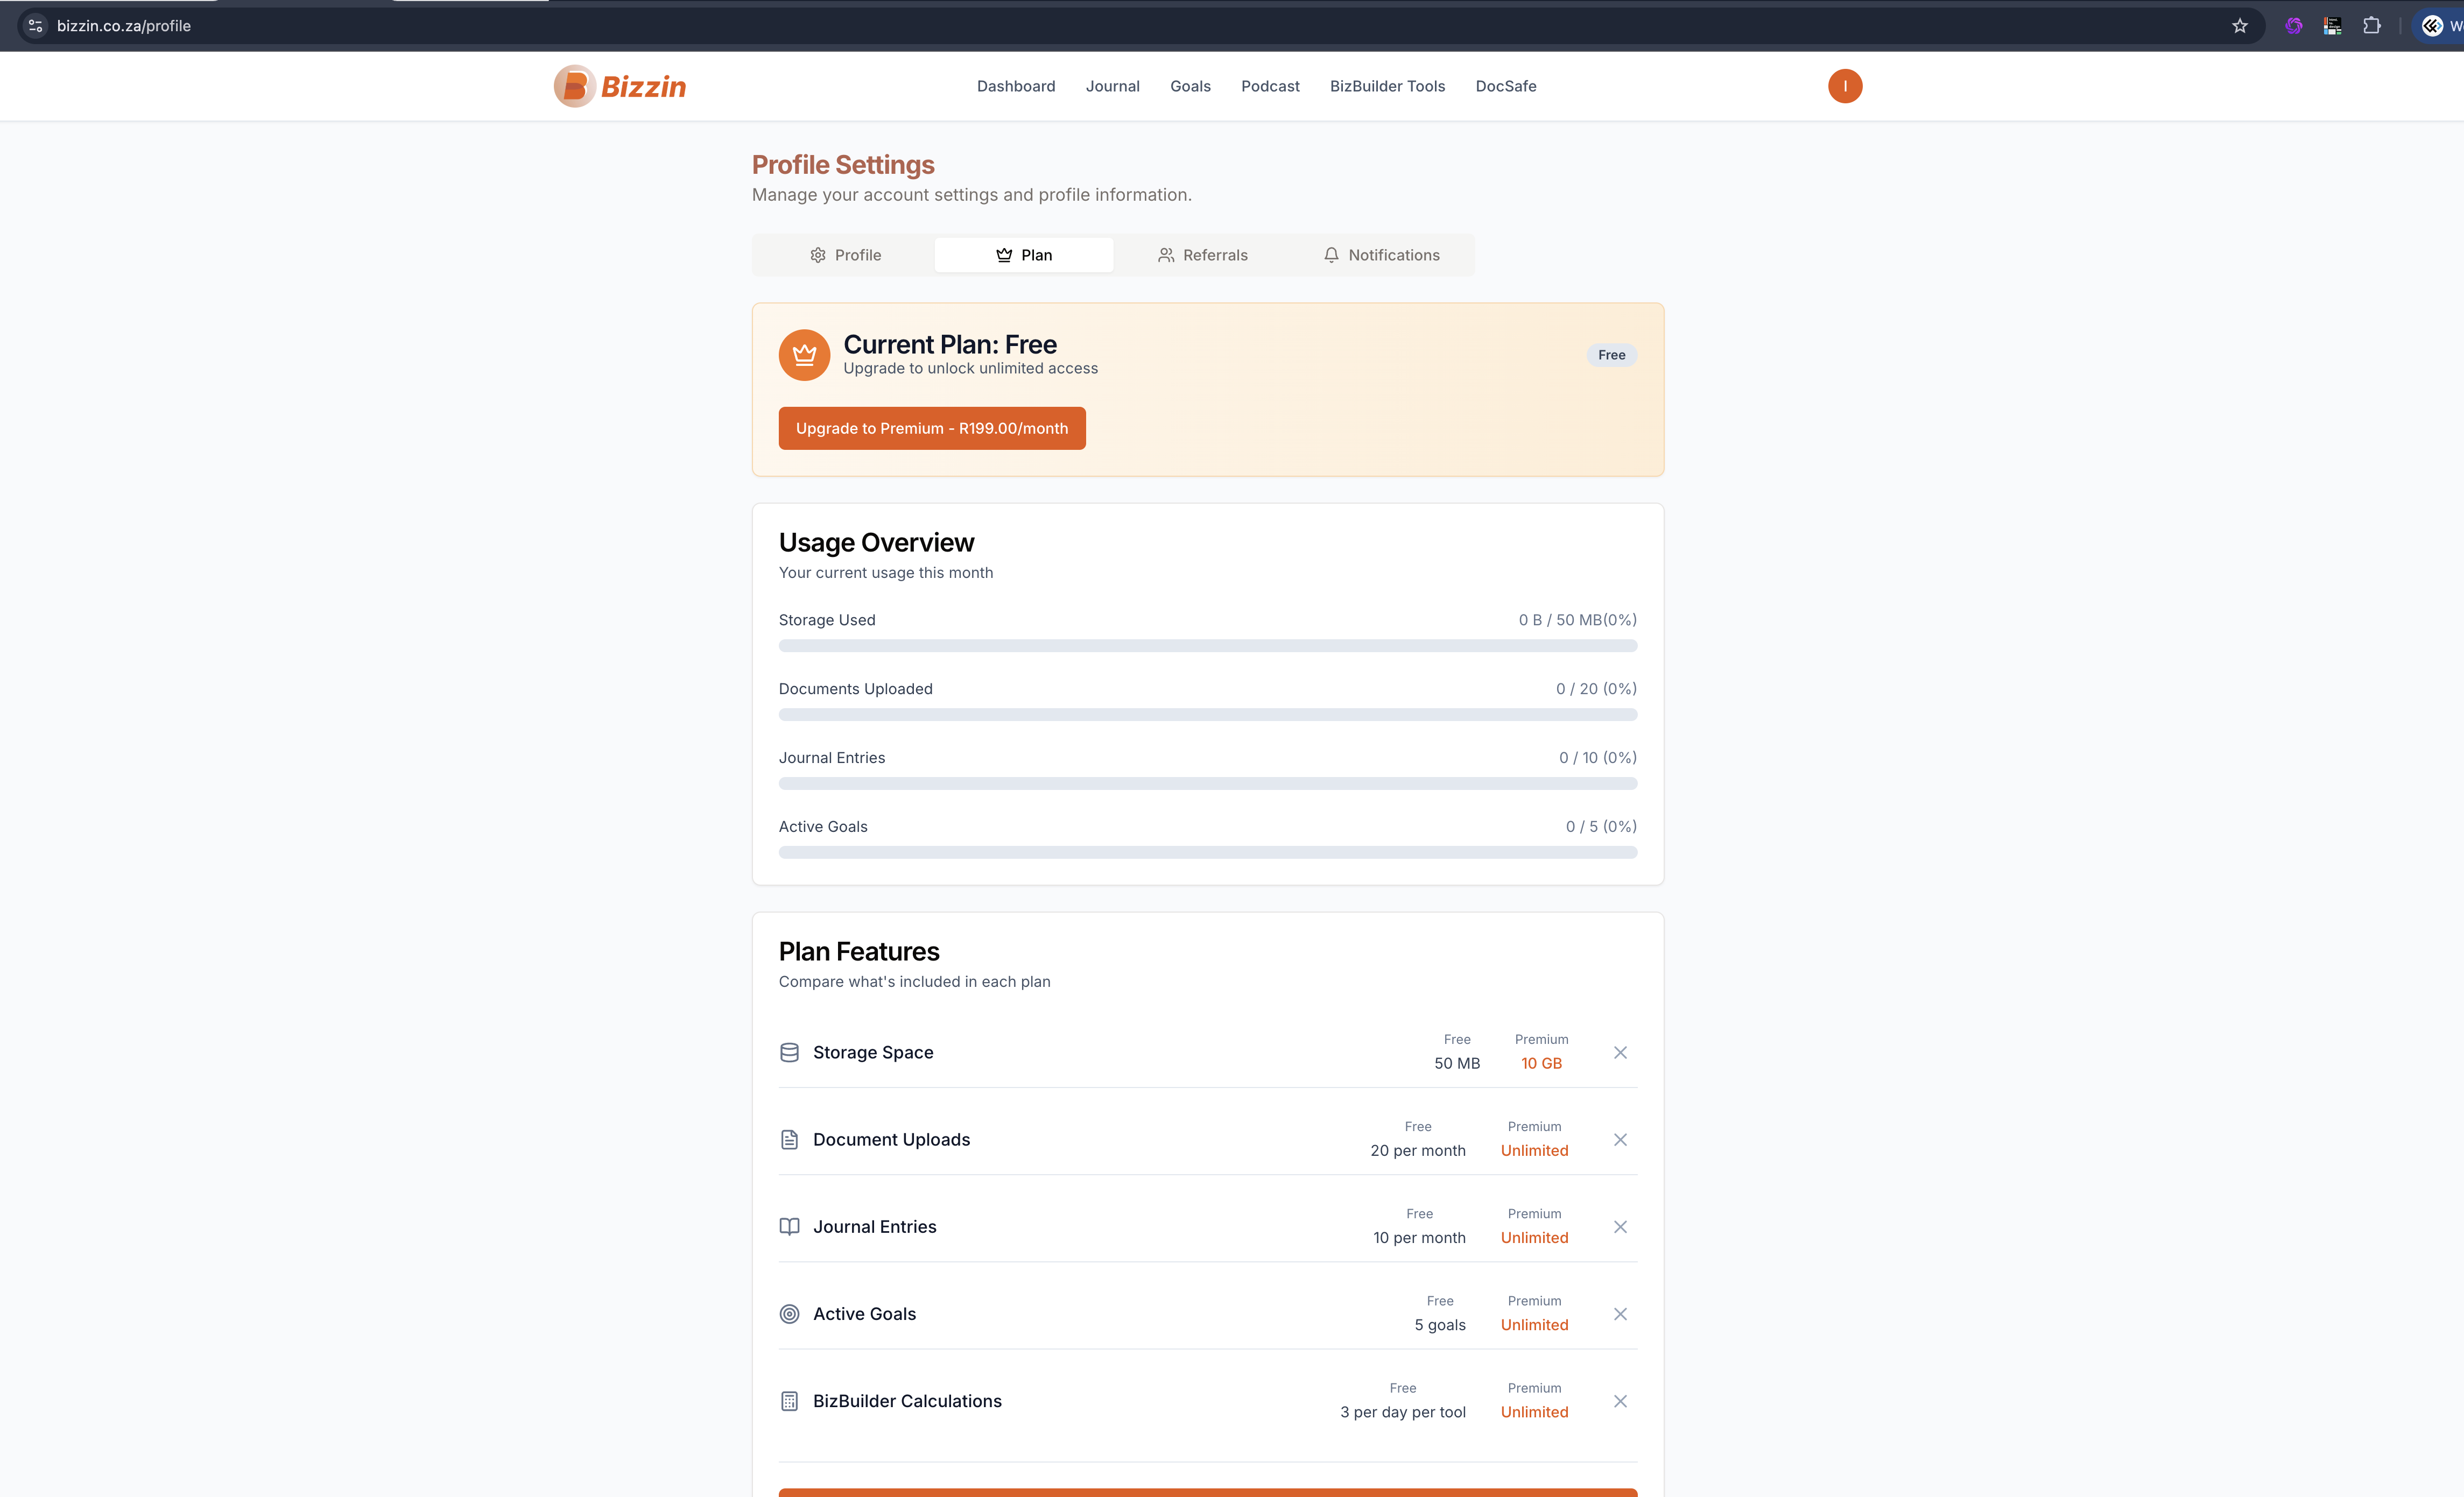 bizzin.co.za/profile
W
B Bizzin
Dashboard Journal Goals Podcast BizBuilder Tools DocSafe
I
Profile Settings
Manage your account settings and profile information.
Profile Plan Referrals Notifications
Current Plan: Free
Upgrade to unlock unlimited access
Free
Upgrade to Premium - R199.00/month
Usage Overview
Your current usage this month
Storage Used 0 B / 50 MB(0%)
Documents Uploaded 0 / 20 (0%)
Journal Entries 0 / 10 (0%)
Active Goals 0 / 5 (0%)
Plan Features
Compare what's included in each plan
Free Premium
Storage Space
50 MB 10 GB
Free Premium
Document Uploads
20 per month Unlimited
Free Premium
Journal Entries
10 per month Unlimited
Free Premium
Active Goals
5 goals Unlimited
Free Premium
BizBuilder Calculations
3 per day per tool Unlimited